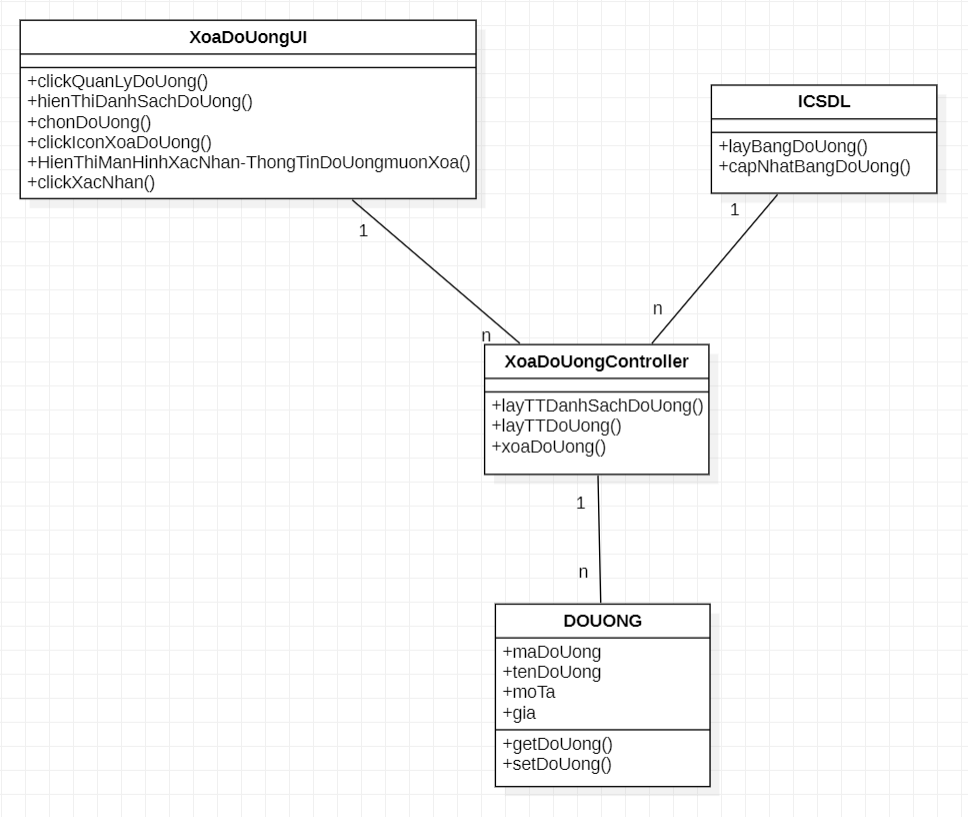 XoaDoUongUI
+clickQuanLyDoUong()
+hienThiDanhSachDoUong()
+chonDoUong()
+clickIconXoaDoUong()
+HienThiManHinhXacNhan-ThongTinDoUongmuonXoa()
+clickXacNhan()
ICSDL
+layBangDoUong()
+capNhatBangDoUong()
1
1
n
n
XoaDoUongController
+layTTDanhSachDoUong()
+layTTDoUong()
+xoaDoUong()
1
n
DOUONG
+maDoUong
+tenDoUong
+moTa
+gia
+getDoUong()
+setDoUong()